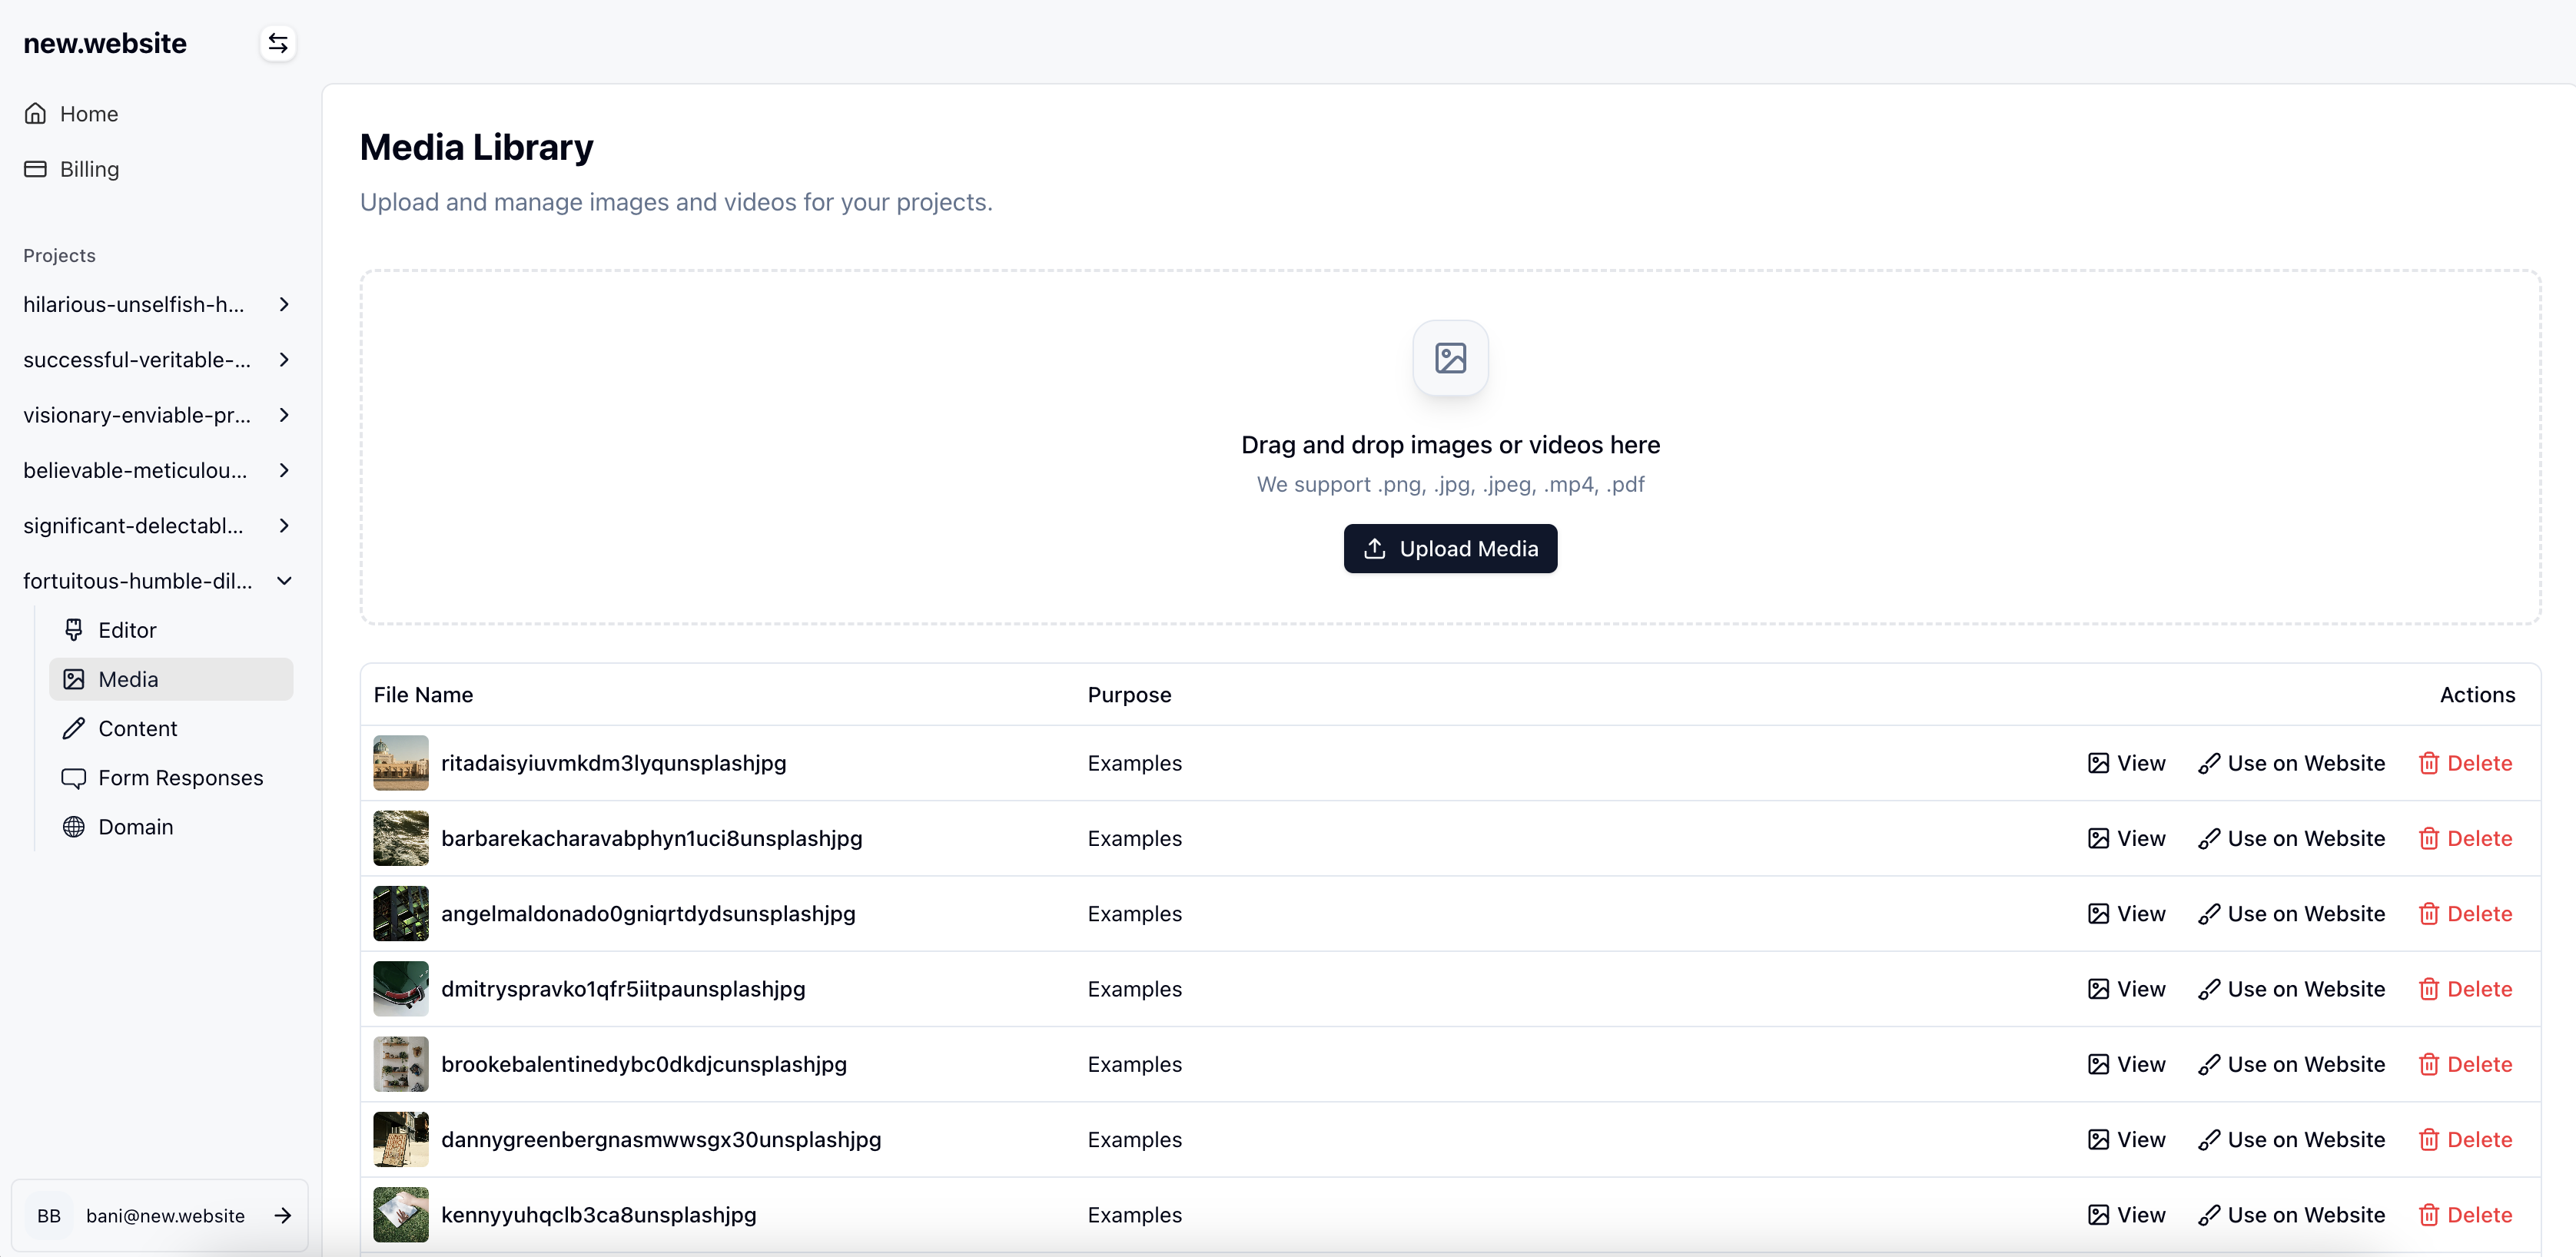 new.website
Home
Billing
Projects
hilarious-unselfish-h...
successful-veritable-...
visionary-enviable-pr...
believable-meticulou...
significant-delectabl...
fortuitous-humble-dil...
Editor
Media
Content
Form Responses
Domain
BB bani@new.website
Media Library
Upload and manage images and videos for your projects.
Drag and drop images or videos here
We support .png, .jpg, .jpeg, .mp4, .pdf
Upload Media
File Name Purpose Actions
ritadaisyiuvmkdm3lyqunsplashjpg Examples View Use on Website Delete
barbarekacharavabphyn1uci8unsplashjpg Examples View Use on Website Delete
angelmaldonado0gniqrtdydsunsplashjpg Examples View Use on Website Delete
dmitryspravko1qfr5iitpaunsplashjpg Examples View Use on Website Delete
brookebalentinedybc0dkdjcunsplashjpg Examples View Use on Website Delete
dannygreenbergnasmwwsgx30unsplashjpg Examples View Use on Website Delete
kennyyuhqclb3ca8unsplashjpg Examples View Use on Website Delete